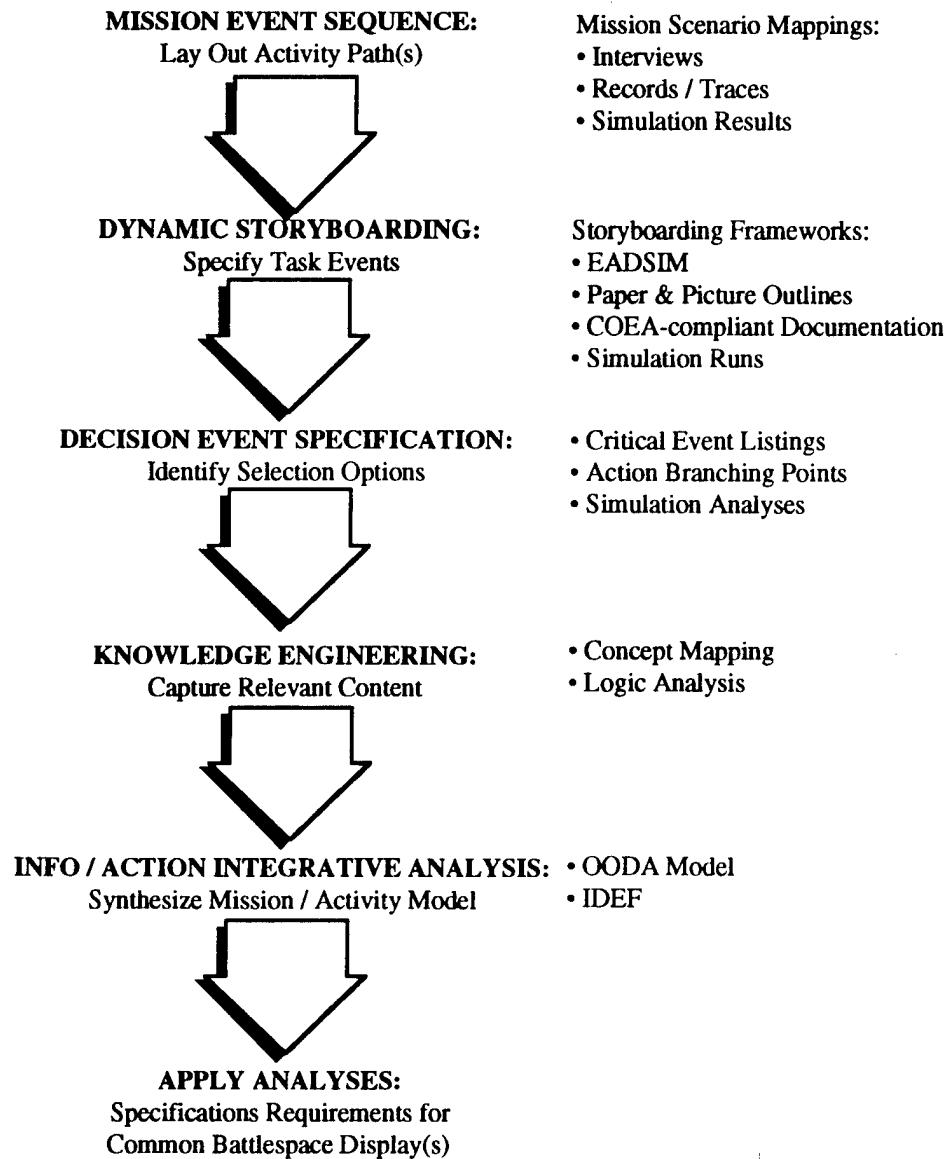 MISSION EVENT SEQUENCE:
Lay Out Activity Path(s)
Mission Scenario Mappings:
• Interviews
• Records / Traces
• Simulation Results
DYNAMIC STORYBOARDING:
Specify Task Events
Storyboarding Frameworks:
• EADSIM
• Paper & Picture Outlines
• COEA-compliant Documentation
• Simulation Runs
DECISION EVENT SPECIFICATION:
Identify Selection Options
• Critical Event Listings
• Action Branching Points
• Simulation Analyses
KNOWLEDGE ENGINEERING:
Capture Relevant Content
• Concept Mapping
• Logic Analysis
INFO / ACTION INTEGRATIVE ANALYSIS:
Synthesize Mission / Activity Model
• OODA Model
• IDEF
APPLY ANALYSES:
Specifications Requirements for
Common Battlespace Display(s)